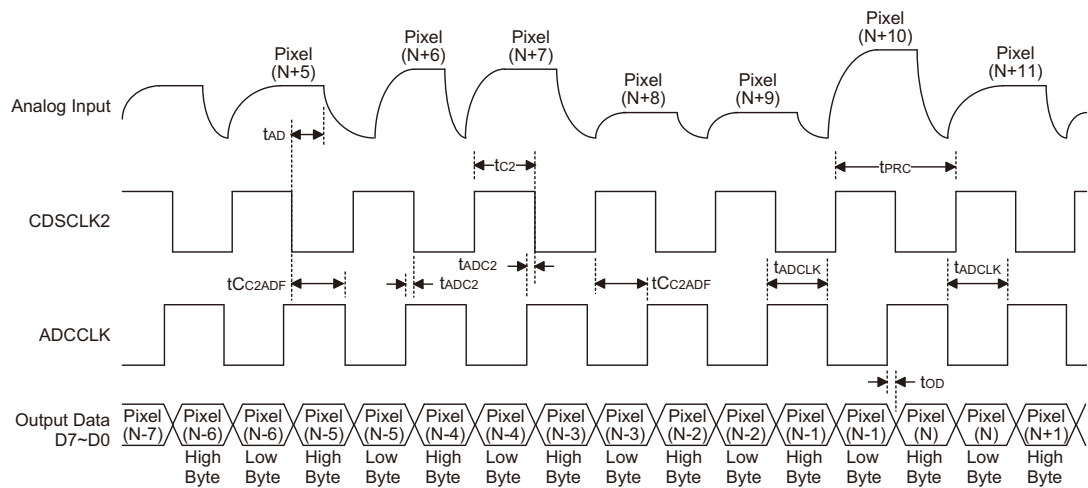 Pixel
(N+5)
Pixel
(N+6)
Pixel
(N+7)
Pixel
(N+8)
Pixel
(N+9)
Pixel
(N+10)
Pixel
(N+11)
Analog Input
tAD
tC2
tPRC
CDSCLK2
tCC2ADF
tADC2
tADC2
tCC2ADF
tADCLK
tADCLK
ADCCLK
tOD
Output Data
D7~D0
Pixel
(N-7)
Pixel
(N-6)
High
Byte
Pixel
(N-6)
Low
Byte
Pixel
(N-5)
High
Byte
Pixel
(N-5)
Low
Byte
Pixel
(N-4)
High
Byte
Pixel
(N-4)
Low
Byte
Pixel
(N-3)
High
Byte
Pixel
(N-3)
Low
Byte
Pixel
(N-2)
High
Byte
Pixel
(N-2)
Low
Byte
Pixel
(N-1)
High
Byte
Pixel
(N-1)
Low
Byte
Pixel
(N)
High
Byte
Pixel
(N)
Low
Byte
Pixel
(N+1)
High
Byte